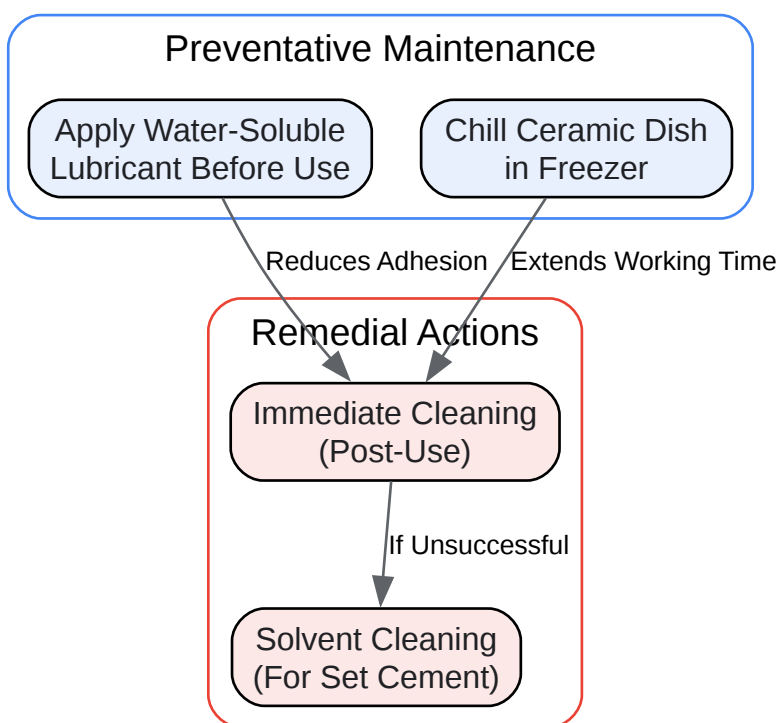 Preventative Maintenance
Apply Water-Soluble
Lubricant Before Use
Chill Ceramic Dish
in Freezer
Reduces Adhesion
Extends Working Time
Remedial Actions
Immediate Cleaning
(Post-Use)
If Unsuccessful
Solvent Cleaning
(For Set Cement)